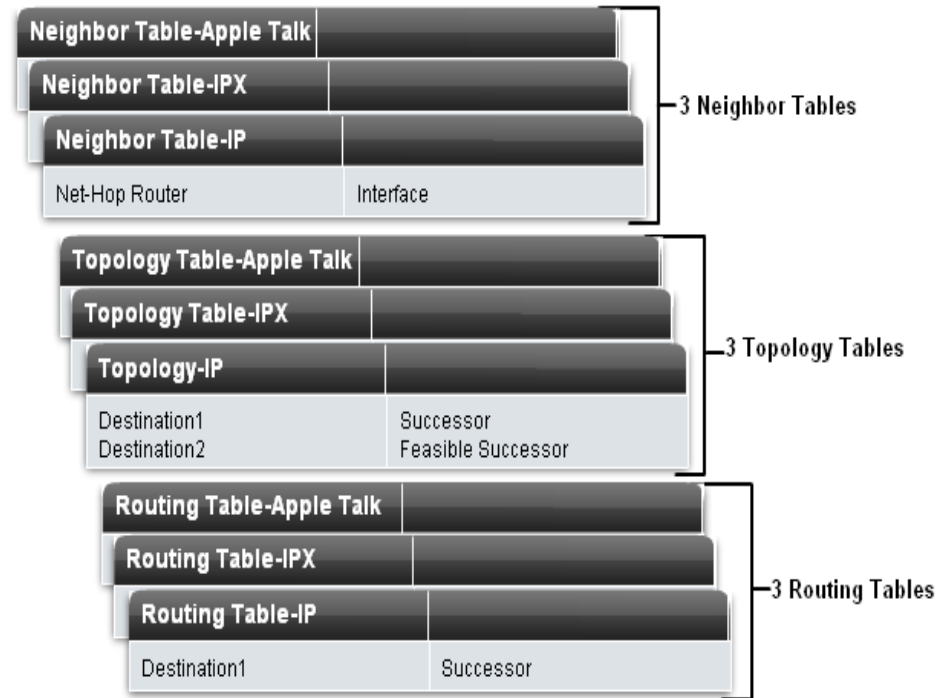 Neighbor Table-Apple Talk
Neighbor Table-IPX
Neighbor Table-IP
Net-Hop Router Interface
3 Neighbor Tables
Topology Table-Apple Talk
Topology Table-IPX
Topology-IP
Destination1 Successor
Destination2 Feasible Successor
3 Topology Tables
Routing Table-Apple Talk
Routing Table-IPX
Routing Table-IP
Destination1 Successor
3 Routing Tables